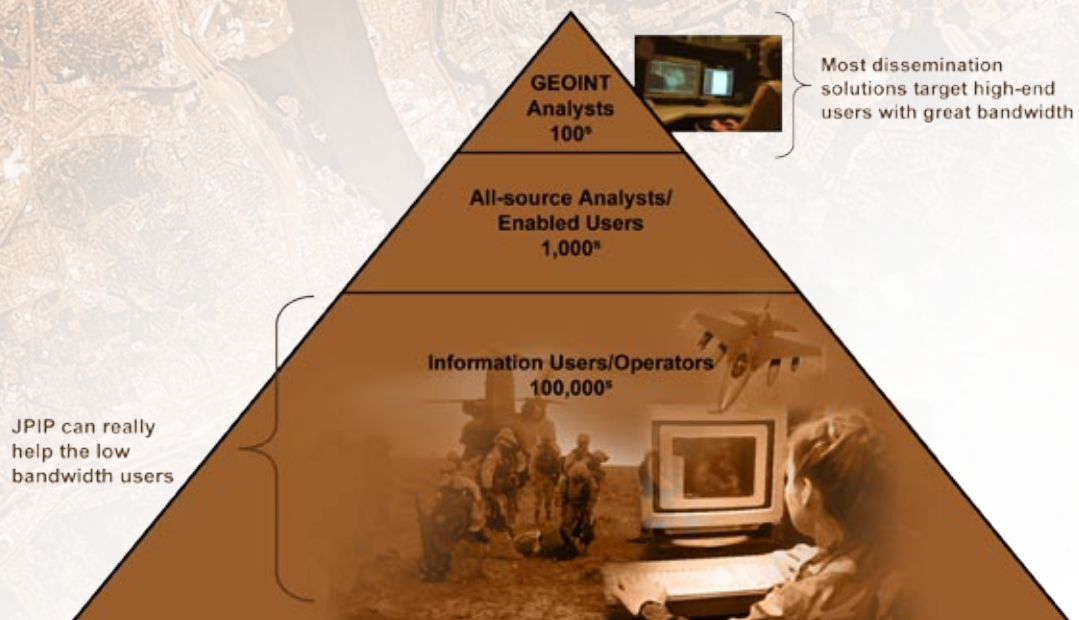 GEOINT
Analysts
100s
Most dissemination
solutions target high-end
users with great bandwidth
All-source Analysts/
Enabled Users
1,000s
Information Users/Operators
100,000s
JPIP can really
help the low
bandwidth users